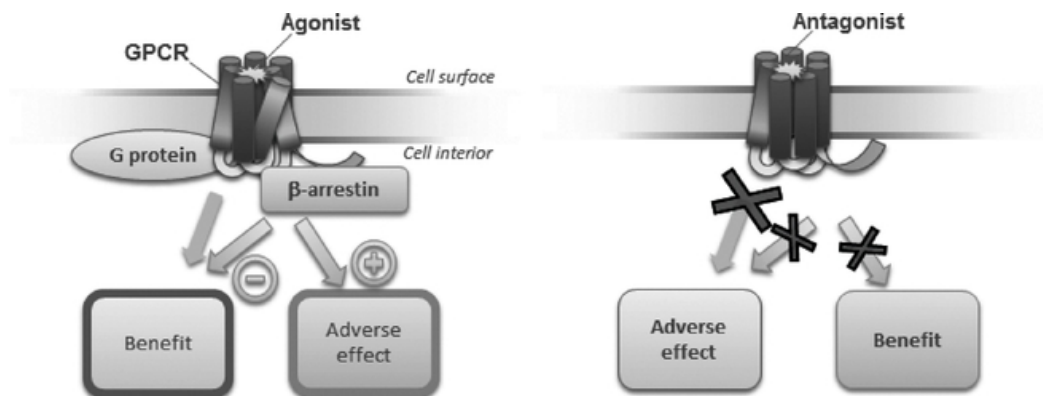 Agonist
GPCR
Cell surface
G protein
Cell interior
β-arrestin
Benefit
Adverse
effect
Antagonist
Adverse
effect
Benefit